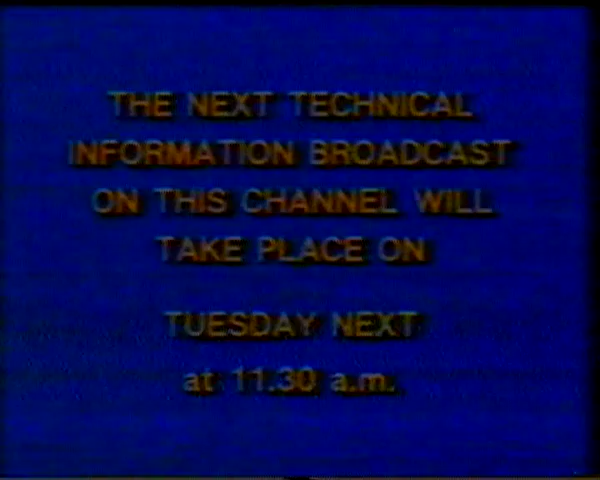 THE NEXT TECHNICAL
INFORMATION BROADCAST
ON THIS CHANNEL WILL
TAKE PLACE ON
TUESDAY NEXT
at 11.30 a.m.